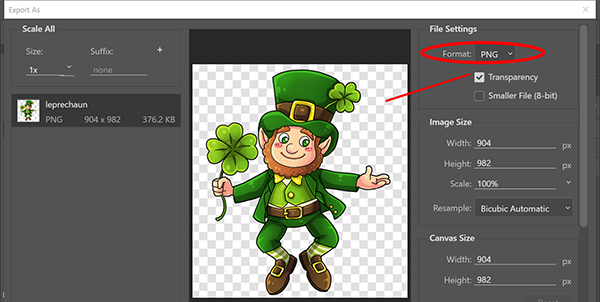 Export As
Scale All
Size: Suffix: +
1x none
leprechaun
PNG 904 x 982 376.2 KB
File Settings
Format: PNG
Transparency
Smaller File (8-bit)
Image Size
Width: 904 px
Height: 982 px
Scale: 100%
Resample: Bicubic Automatic
Canvas Size
Width: 904 px
Height: 982 px